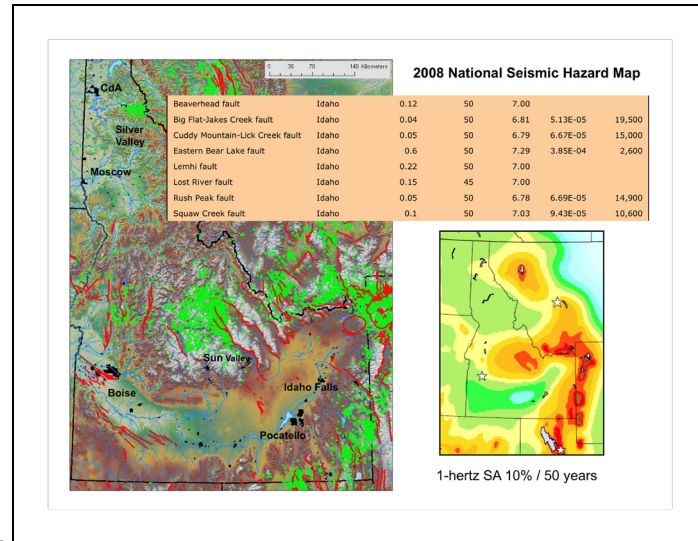 0 35 70 140 Kilometers
2008 National Seismic Hazard Map
CdA
Beaverhead fault Idaho 0.12 50 7.00
Big Flat-Jakes Creek fault Idaho 0.04 50 6.81 5.13E-05 19,500
Silver
Valley
Cuddy Mountain-Lick Creek fault Idaho 0.05 50 6.79 6.67E-05 15,000
Eastern Bear Lake fault Idaho 0.6 50 7.29 3.85E-04 2,600
Moscow
Lemhi fault Idaho 0.22 50 7.00
Lost River fault Idaho 0.15 45 7.00
Rush Peak fault Idaho 0.05 50 6.78 6.69E-05 14,900
Squaw Creek fault Idaho 0.1 50 7.03 9.43E-05 10,600
Sun Valley
Boise
Idaho Falls
Pocatello
1-hertz SA 10% / 50 years